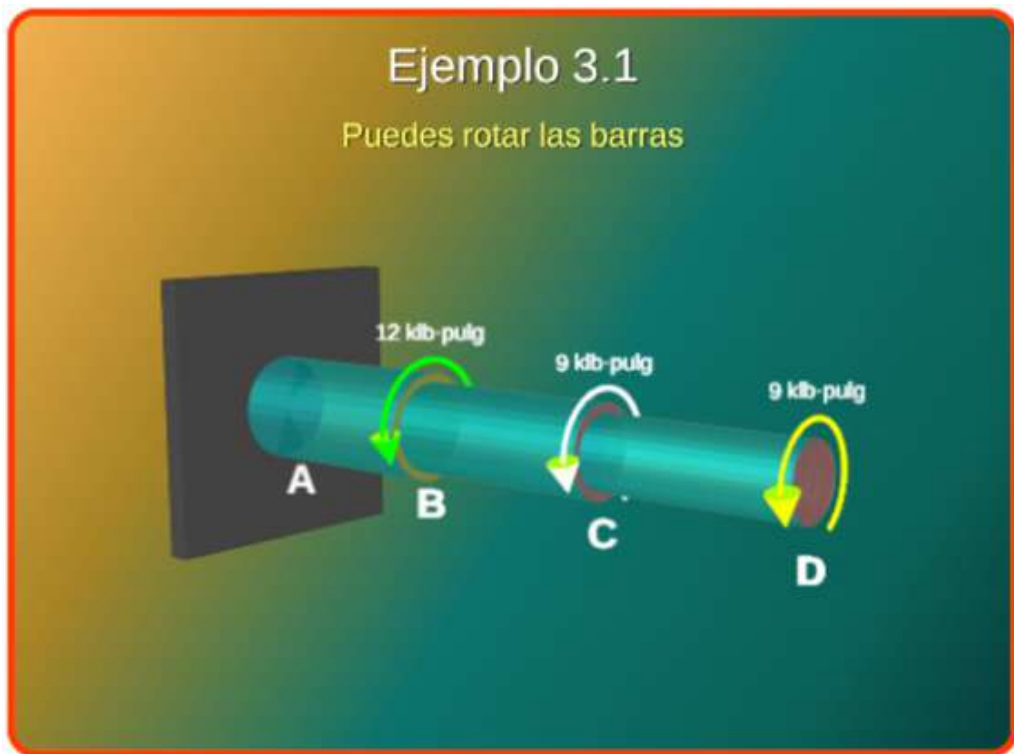 Ejemplo 3.1
Puedes rotar las barras
12 klb·pulg
9 klb·pulg
9 klb·pulg
A
B
C
D